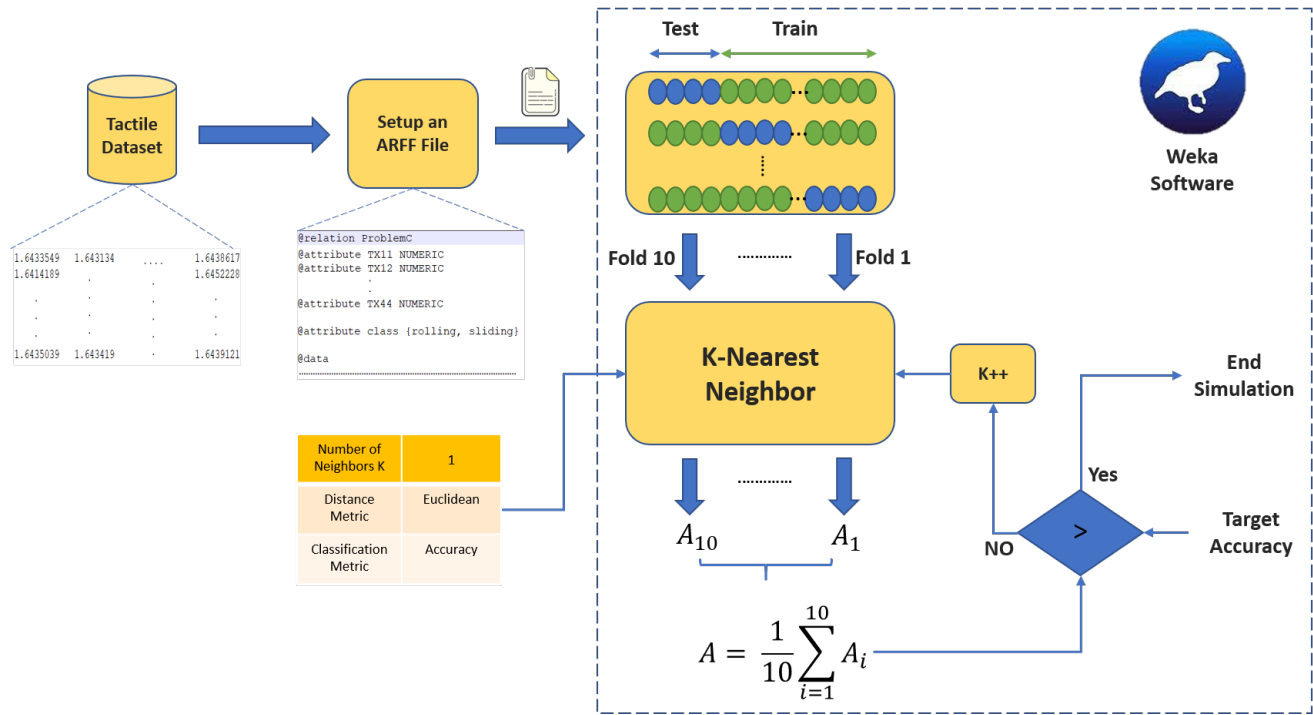 Test
Train
Tactile
Dataset
Setup an
ARFF File
Weka
Software
1.6433549 1.643134 .... 1.6438617
1.6414189 . . 1.6452228
. . . .
. . . .
. . . .
1.6435039 1.643419 . 1.6439121
@relation ProblemC
@attribute TX11 NUMERIC
@attribute TX12 NUMERIC
.
.
@attribute TX44 NUMERIC
@attribute class {rolling, sliding}
@data
Fold 10
Fold 1
K-Nearest
Neighbor
K++
End
Simulation
Number of
Neighbors K
1
Distance
Metric
Euclidean
Classification
Metric
Accuracy
Yes
>
NO
Target
Accuracy
A10
A1
A = 1/10 10∑i=1 Ai